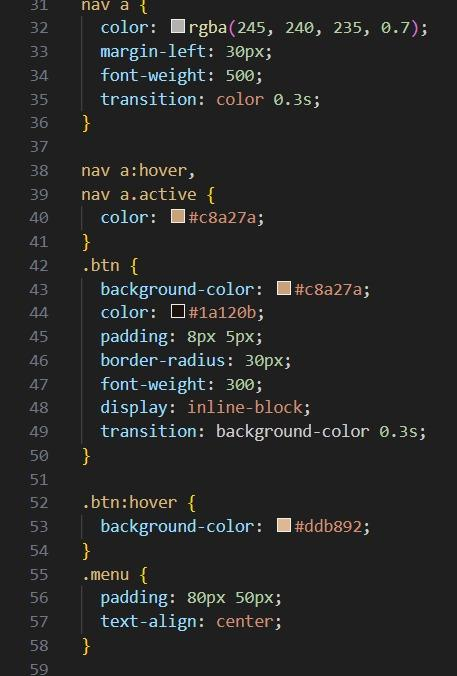 31 nav a {
32 color: rgba(245, 240, 235, 0.7);
33 margin-left: 30px;
34 font-weight: 500;
35 transition: color 0.3s;
36 }
37
38 nav a:hover,
39 nav a.active {
40 color: #c8a27a;
41 }
42 .btn {
43 background-color: #c8a27a;
44 color: #1a120b;
45 padding: 8px 5px;
46 border-radius: 30px;
47 font-weight: 300;
48 display: inline-block;
49 transition: background-color 0.3s;
50 }
51
52 .btn:hover {
53 background-color: #ddb892;
54 }
55 .menu {
56 padding: 80px 50px;
57 text-align: center;
58 }
59